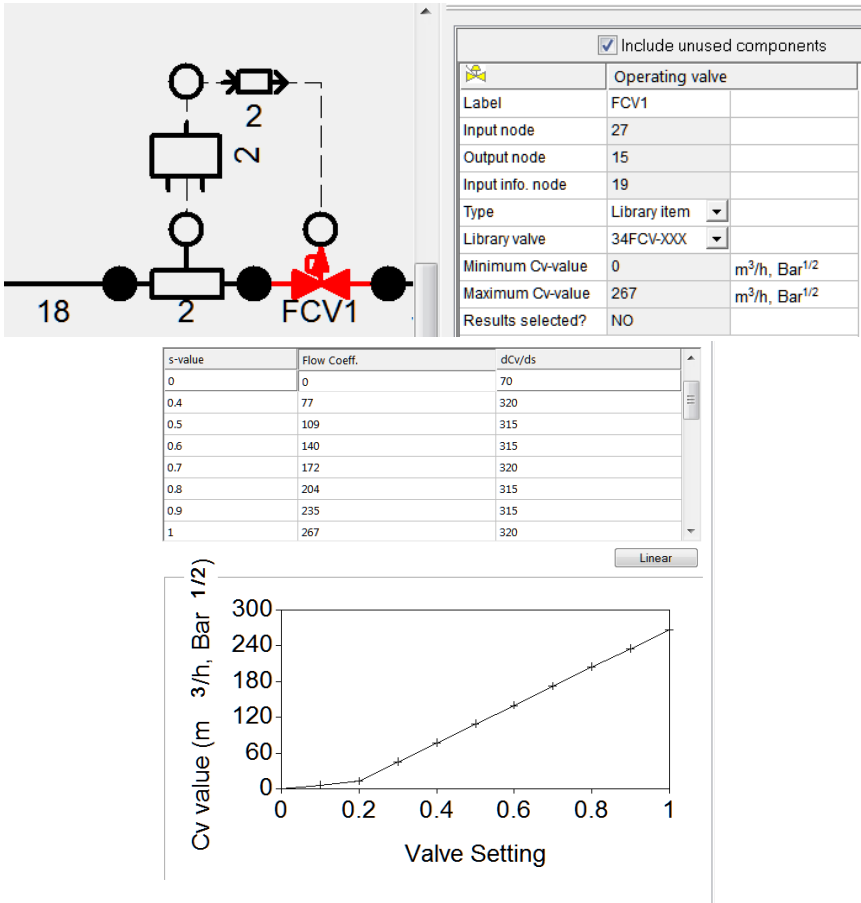 2
2
18
2
FCV1
Include unused components
Operating valve
Label FCV1
Input node 27
Output node 15
Input info. node 19
Type Library item
Library valve 34FCV-XXX
Minimum Cv-value 0 m³/h, Bar¹/²
Maximum Cv-value 267 m³/h, Bar¹/²
Results selected? NO
s-value Flow Coeff. dCv/ds
0 0 70
0.4 77 320
0.5 109 315
0.6 140 315
0.7 172 320
0.8 204 315
0.9 235 315
1 267 320
Linear
Cv value (m 3/h, Bar 1/2)
300
240
180
120
60
0
0 0.2 0.4 0.6 0.8 1
Valve Setting